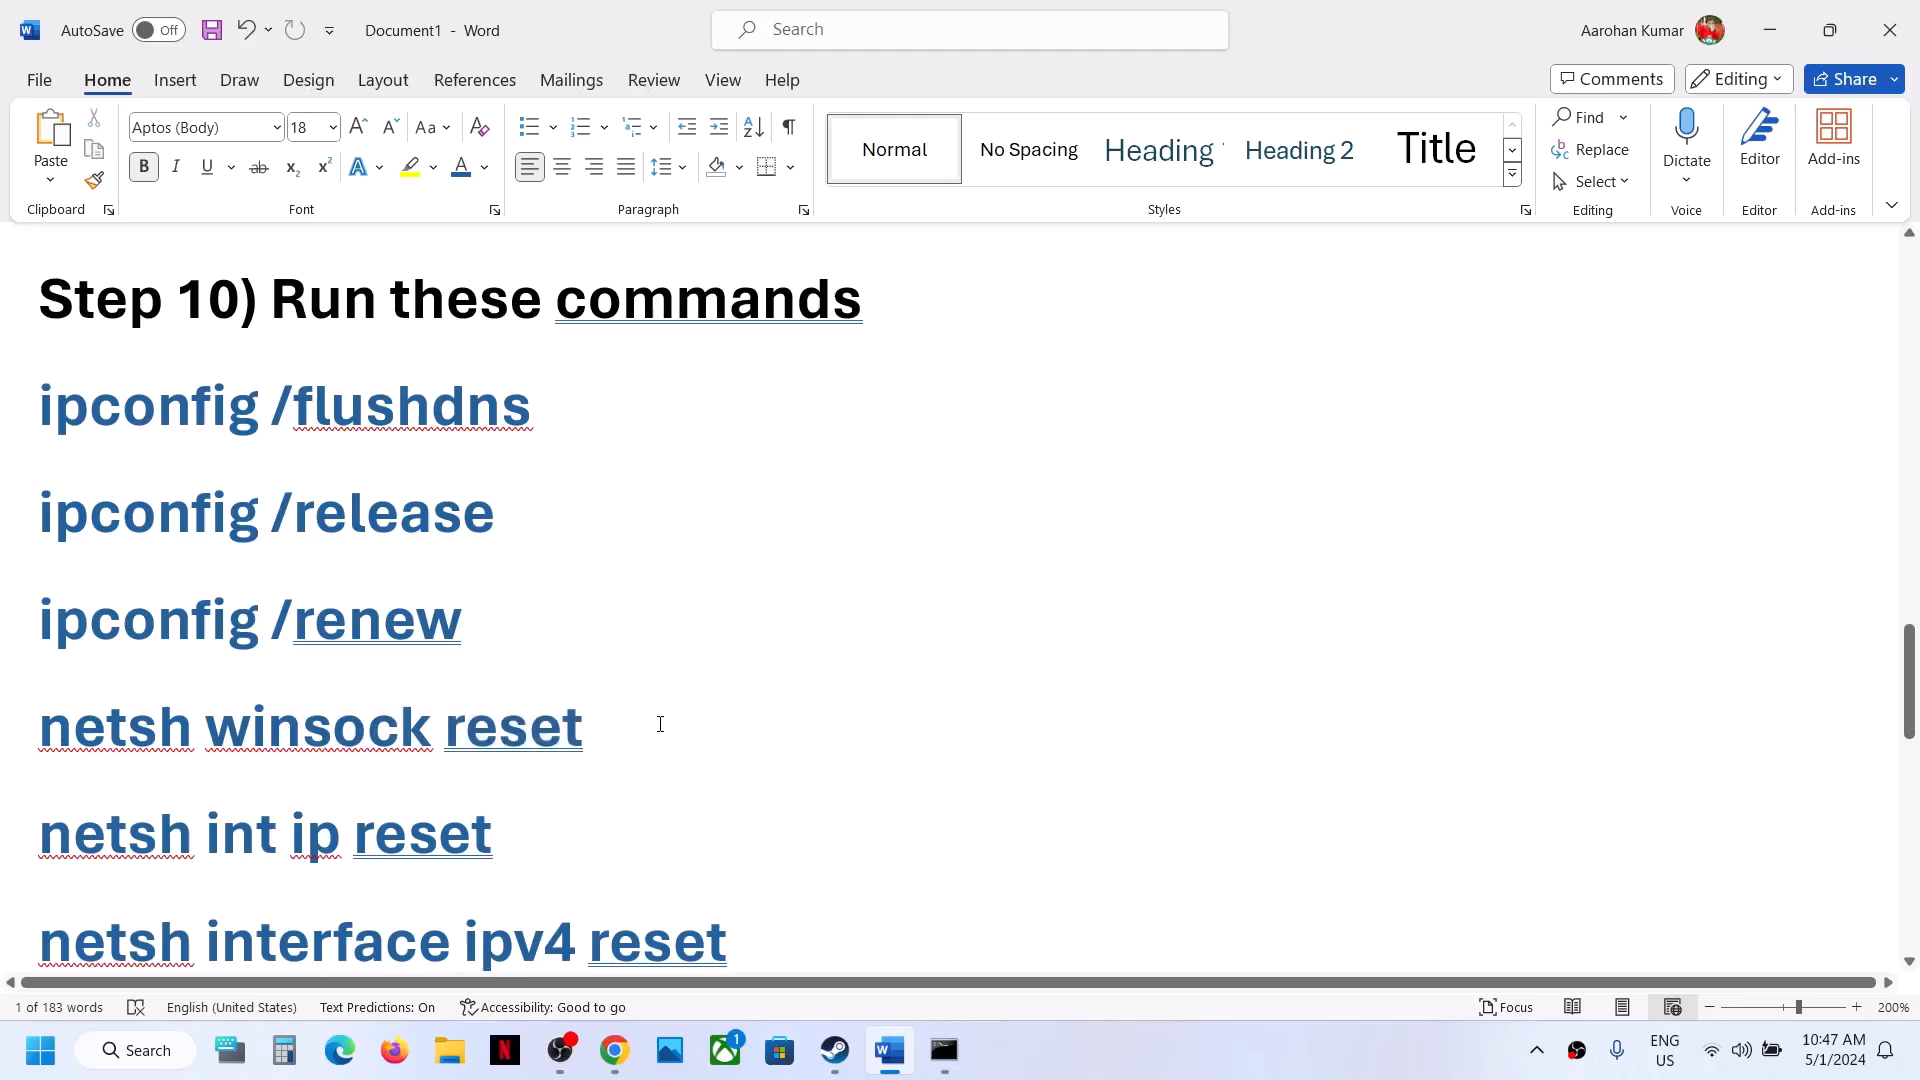 AutoSave Off Document1 - Word Search Aarohan Kumar
File Home Insert Draw Design Layout References Mailings Review View Help Comments Editing Share
Paste Aptos (Body) 18 Aa Normal No Spacing Heading Heading 2 Title Find Replace Select Dictate Editor Add-ins
Clipboard Font Paragraph Styles Editing Voice Editor Add-ins
Step 10) Run these commands
ipconfig /flushdns
ipconfig /release
ipconfig /renew
netsh winsock reset
netsh int ip reset
netsh interface ipv4 reset
1 of 183 words English (United States) Text Predictions: On Accessibility: Good to go Focus 200%
Search 1 ENG US 10:47 AM
5/1/2024